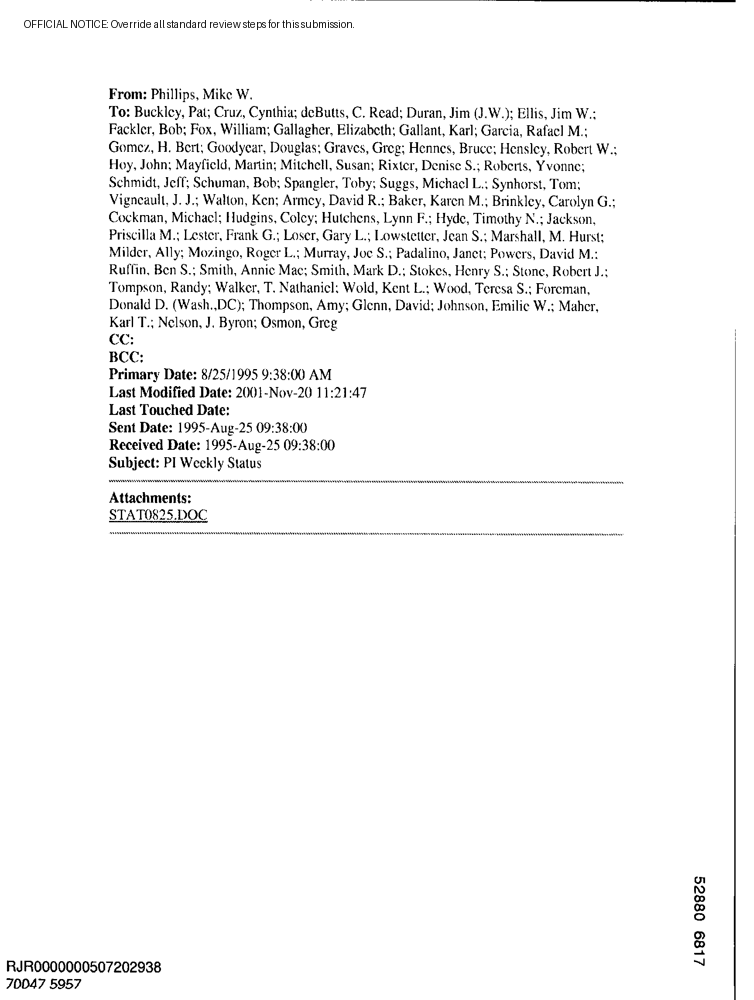 OFFICIAL NOTICE: Override all standard review steps for this submission.
From: Phillips, Mike W.
To: Buckley, Pat; Cruz, Cynthia; deButts, C. Read; Duran, Jim (J.W.); Ellis, Jim W.;
Fackler, Bob; Fox, William; Gallagher, Elizabeth; Gallant, Karl; Garcia, Rafael M.;
Gomez, H. Bert; Goodyear, Douglas; Graves, Greg; Hennes, Bruce; Hensley, Robert W.;
Hoy, John; Mayfield, Martin; Mitchell, Susan; Rixter, Denise S.; Roberts, Yvonne;
Schmidt, Jeff; Schuman, Bob; Spangler, Toby; Suggs, Michael L.; Synhorst, Tom;
Vigneault, J. J.; Walton, Ken; Armey, David R.; Baker, Karen M.; Brinkley, Carolyn G.;
Cockman, Michael; Hudgins, Coley; Hutchens, Lynn F.; Hyde, Timothy N.; Jackson,
Priscilla M.; Lester, Frank G.; Loser, Gary L.; Lowstetter, Jean S.; Marshall, M. Hurst;
Milder, Ally; Mozingo, Roger L.; Murray, Joe S.; Padalino, Janet; Powers, David M.;
Ruffin, Ben S.; Smith, Annie Mac; Smith, Mark D.; Stokes, Henry S.; Stone, Robert J.;
Tompson, Randy; Walker, T. Nathaniel; Wold, Kent L.; Wood, Teresa S.; Foreman,
Donald D. (Wash.,DC); Thompson, Amy; Glenn, David; Johnson, Emilie W.; Maher,
Karl T.; Nelson, J. Byron; Osmon, Greg
CC:
BCC:
Primary Date: 8/25/1995 9:38:00 AM
Last Modified Date: 2001-Nov-20 11:21:47
Last Touched Date:
Sent Date: 1995-Aug-25 09:38:00
Received Date: 1995-Aug-25 09:38:00
Subject: PI Weekly Status
Attachments:
STAT0825.DOC
52880 6817
RJR0000000507202938
70047 5957